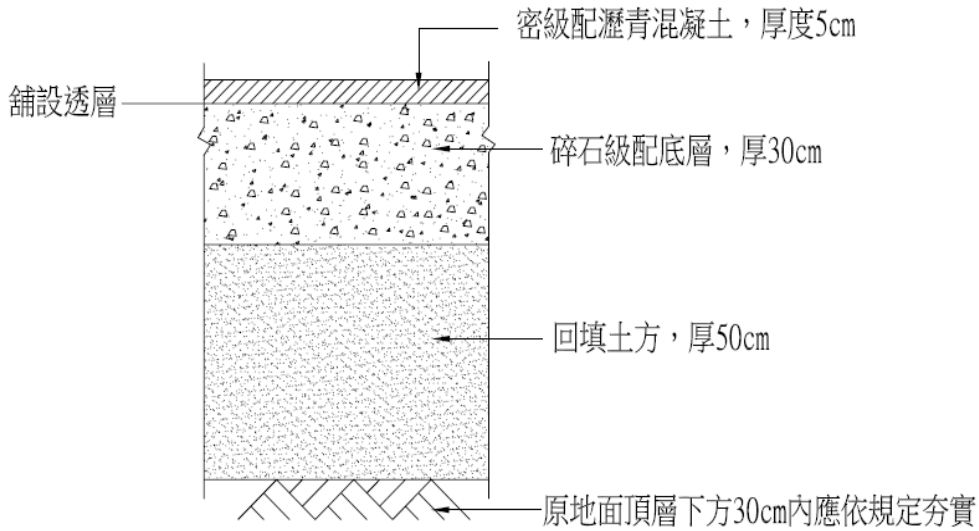 密級配瀝青混凝土，厚度5cm
舖設透層
碎石級配底層，厚30cm
回填土方，厚50cm
原地面頂層下方30cm內應依規定夯實